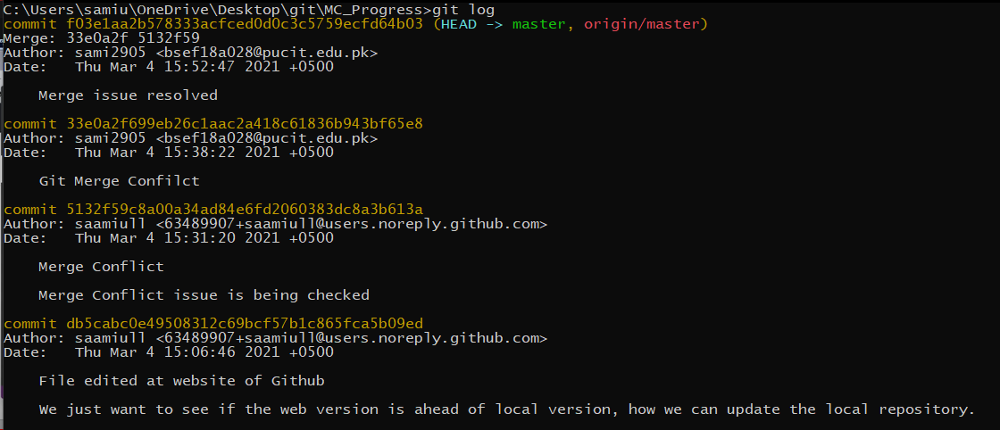 C:\Users\samiu\OneDrive\Desktop\git\MC_Progress>git log
commit f03e1aa2b578333acfced0d0c3c5759ecfd64b03 (HEAD -> master, origin/master)
Merge: 33e0a2f 5132f59
Author: sami2905 <bsef18a028@pucit.edu.pk>
Date:   Thu Mar 4 15:52:47 2021 +0500
Merge issue resolved
commit 33e0a2f699eb26c1aac2a418c61836b943bf65e8
Author: sami2905 <bsef18a028@pucit.edu.pk>
Date:   Thu Mar 4 15:38:22 2021 +0500
Git Merge Confilct
commit 5132f59c8a00a34ad84e6fd2060383dc8a3b613a
Author: saamiull <63489907+saamiull@users.noreply.github.com>
Date:   Thu Mar 4 15:31:20 2021 +0500
Merge Conflict
Merge Conflict issue is being checked
commit db5cabc0e49508312c69bcf57b1c865fca5b09ed
Author: saamiull <63489907+saamiull@users.noreply.github.com>
Date:   Thu Mar 4 15:06:46 2021 +0500
File edited at website of Github
We just want to see if the web version is ahead of local version, how we can update the local repository.